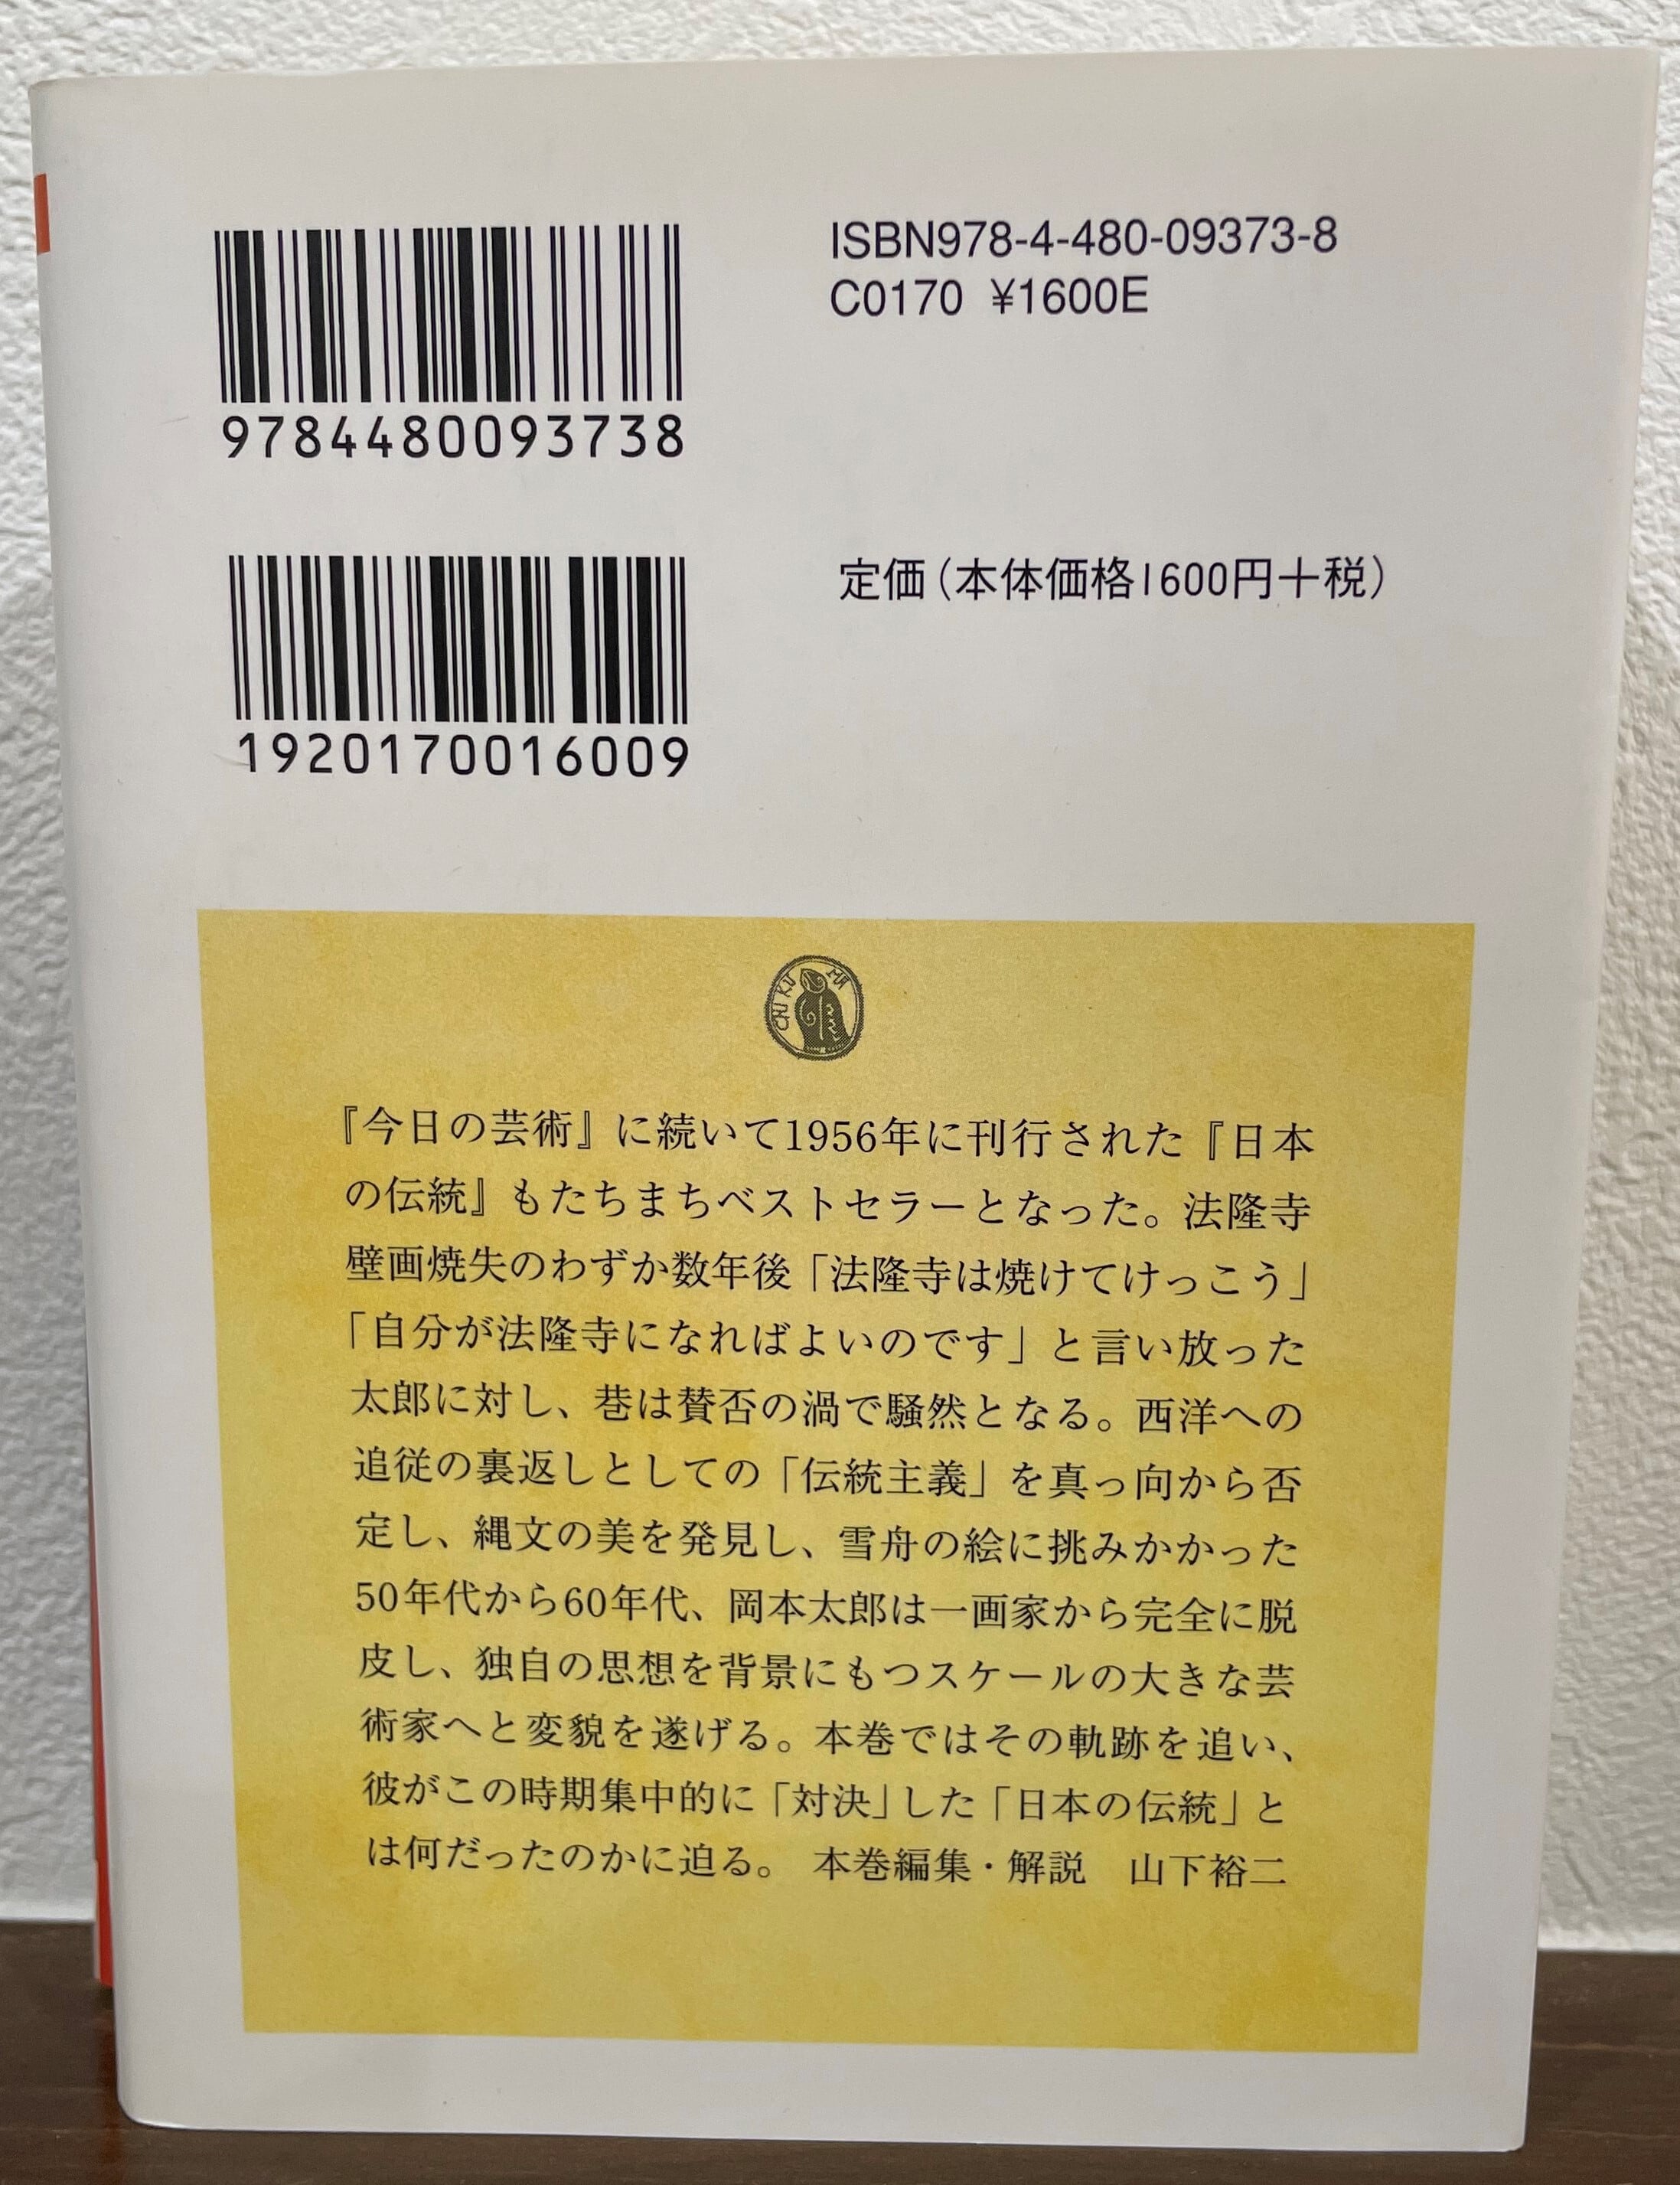 ISBN978-4-480-09373-8
C0170 ¥1600E
9784480093738
定価(本体価格1600円+税)
1920170016009
CHIKUMA
『今日の芸術』に続いて1956年に刊行された『日本
の伝統』もたちまちベストセラーとなった。法隆寺
壁画焼失のわずか数年後「法隆寺は焼けてけっこう」
「自分が法隆寺になればよいのです」と言い放った
太郎に対し、巷は賛否の渦で騒然となる。西洋への
追従の裏返しとしての「伝統主義」を真っ向から否
定し、縄文の美を発見し、雪舟の絵に挑みかかった
50年代から60年代、岡本太郎は一画家から完全に脱
皮し、独自の思想を背景にもつスケールの大きな芸
術家へと変貌を遂げる。本巻ではその軌跡を追い、
彼がこの時期集中的に「対決」した「日本の伝統」と
は何だったのかに迫る。 本巻編集・解説 山下裕二